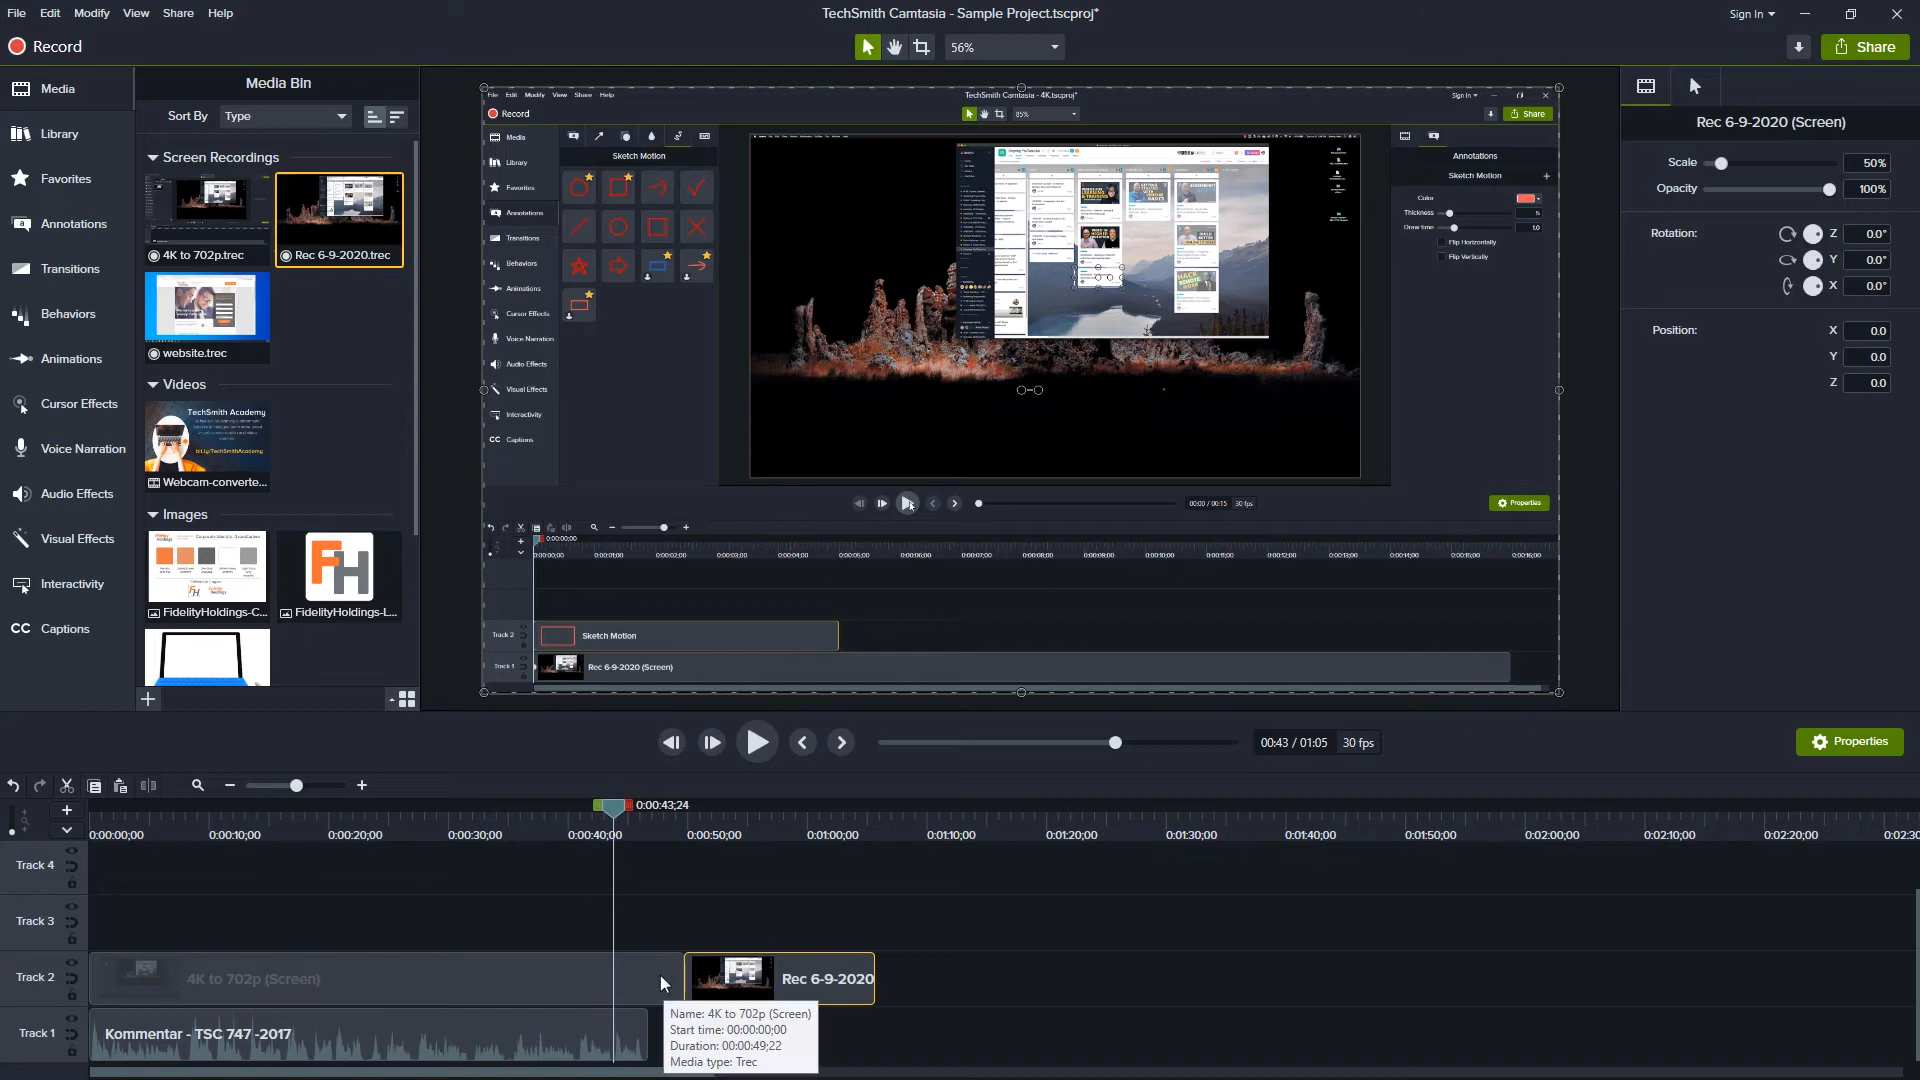 File Edit Modify View Share Help
TechSmith Camtasia - Sample Project.tscproj*
Sign In
Record
56%
Share
Media
Library
Favorites
Annotations
Transitions
Behaviors
Animations
Cursor Effects
Voice Narration
Audio Effects
Visual Effects
Interactivity
CC Captions
Media Bin
Sort By Type
Screen Recordings
4K to 702p.trec
Rec 6-9-2020.trec
website.trec
Videos
TechSmith Academy
bit.ly/TechSmithAcademy
Webcam-converte...
Images
FH
FidelityHoldings-C...
FidelityHoldings-L...
File Edit Modify View Share Help
TechSmith Camtasia - 4K.tscproj*
Sign In
Record
85%
Share
Media
Library
Favorites
Annotations
Transitions
Behaviors
Animations
Cursor Effects
Voice Narration
Audio Effects
Visual Effects
Interactivity
CC Captions
Sketch Motion
Annotations
Sketch Motion
Color
Thickness 5
Draw time 1.0
Flip Horizontally
Flip Vertically
00:00 / 00:15 30 fps
Properties
0:00:00;00
0:00:00;00 0:00:01;00 0:00:02;00 0:00:03;00 0:00:04;00 0:00:05;00 0:00:06;00 0:00:07;00 0:00:08;00 0:00:09;00 0:00:10;00 0:00:11;00 0:00:12;00 0:00:13;00 0:00:14;00 0:00:15;00 0:00:16;00
Track 2 Sketch Motion
Track 1 Rec 6-9-2020 (Screen)
Rec 6-9-2020 (Screen)
Scale 50%
Opacity 100%
Rotation: Z 0.0°
Y 0.0°
X 0.0°
Position: X 0.0
Y 0.0
Z 0.0
00:43 / 01:05 30 fps
Properties
0:00:43;24
0:00:00;00 0:00:10;00 0:00:20;00 0:00:30;00 0:00:40;00 0:00:50;00 0:01:00;00 0:01:10;00 0:01:20;00 0:01:30;00 0:01:40;00 0:01:50;00 0:02:00;00 0:02:10;00 0:02:20;00 0:02:30
Track 4
Track 3
Track 2 4K to 702p (Screen) Rec 6-9-2020
Track 1 Kommentar - TSC 747 -2017
Name: 4K to 702p (Screen)
Start time: 00:00:00;00
Duration: 00:00:49;22
Media type: Trec